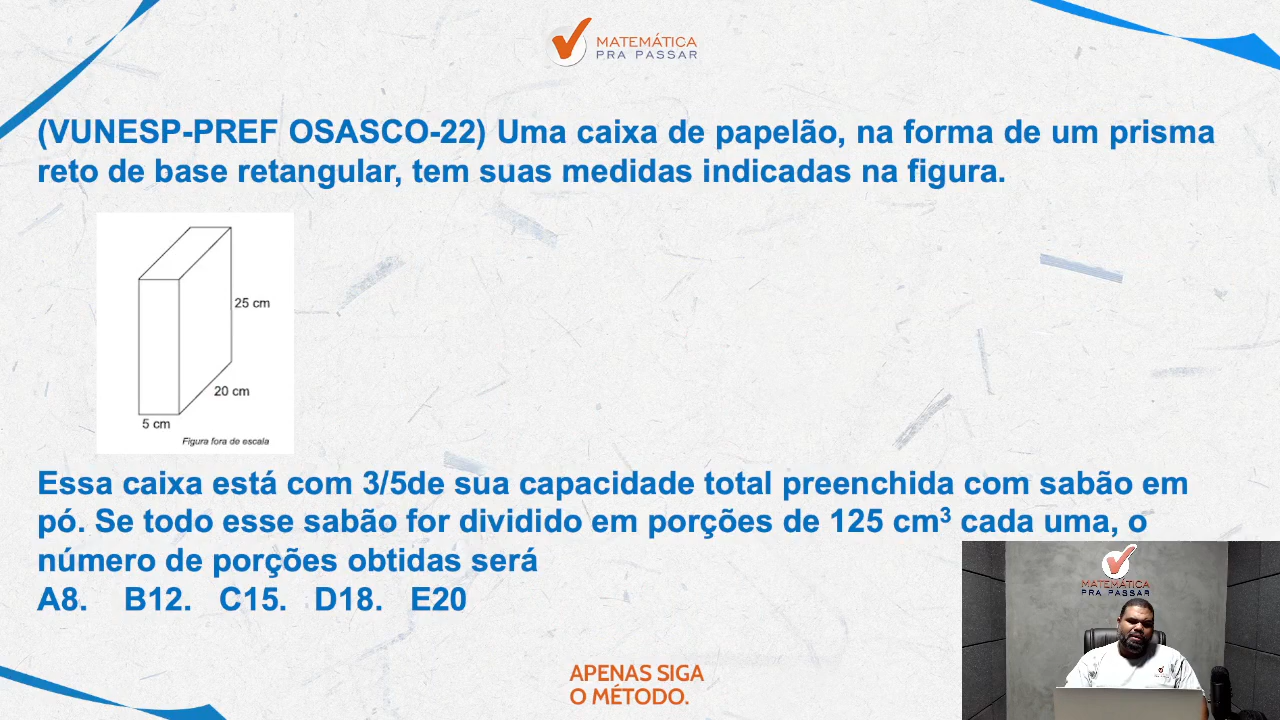 MATEMÁTICA
PRA PASSAR
(VUNESP-PREF OSASCO-22) Uma caixa de papelão, na forma de um prisma
reto de base retangular, tem suas medidas indicadas na figura.
25 cm
20 cm
5 cm
Figura fora de escala
Essa caixa está com 3/5de sua capacidade total preenchida com sabão em
pó. Se todo esse sabão for dividido em porções de 125 cm³ cada uma, o
número de porções obtidas será
A8. B12. C15. D18. E20
MATEMÁTICA
PRA PASSAR
APENAS SIGA
O MÉTODO.